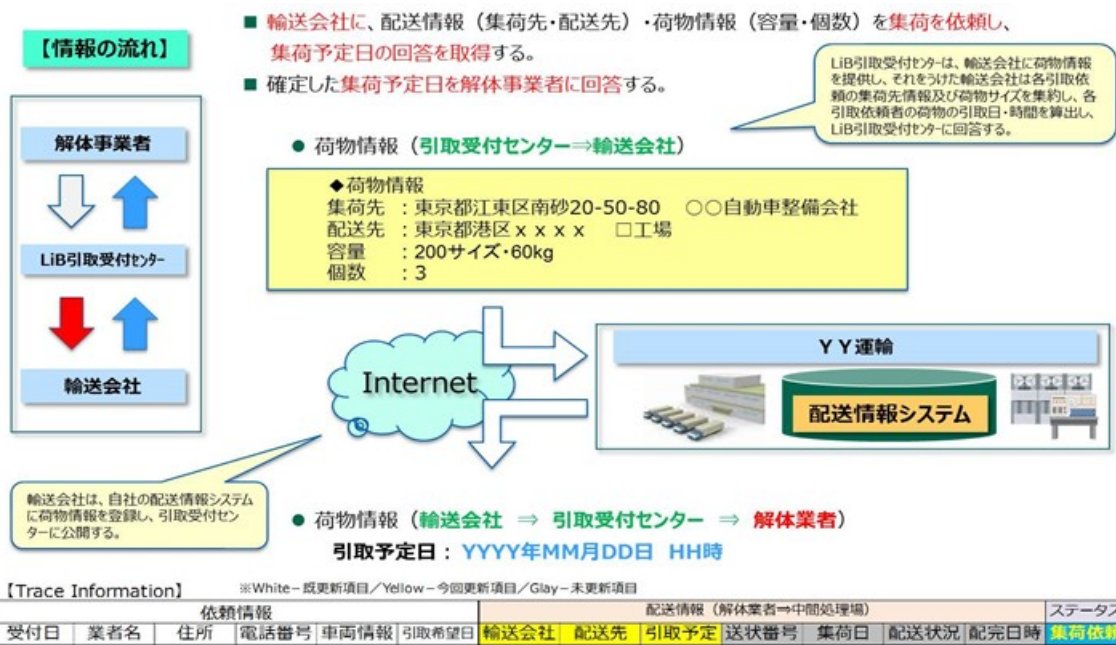 ■ 輸送会社に、配送情報（集荷先・配送先）・荷物情報（容量・個数）を集荷を依頼し、
集荷予定日の回答を取得する。
■ 確定した集荷予定日を解体事業者に回答する。
【情報の流れ】
解体事業者
LiB引取受付センター
輸送会社
LiB引取受付センターは、輸送会社に荷物情報
を提供し、それをうけた輸送会社は各引取依
頼の集荷先情報及び荷物サイズを集約し、各
引取依頼者の荷物の引取日・時間を算出し、
LiB引取受付センターに回答する。
● 荷物情報（引取受付センター⇒輸送会社）
◆荷物情報
集荷先 ：東京都江東区南砂20-50-80 ○○自動車整備会社
配送先 ：東京都港区ｘｘｘｘ □工場
容量 ：200サイズ・60kg
個数 ：3
Internet
ＹＹ運輸
配送情報システム
輸送会社は、自社の配送情報システム
に荷物情報を登録し、引取受付セン
ターに公開する。
● 荷物情報（輸送会社 ⇒ 引取受付センター ⇒ 解体業者）
引取予定日： YYYY年MM月DD日 HH時
【Trace Information】 ※White－既更新項目／Yellow－今回更新項目／Glay－未更新項目
依頼情報 配送情報（解体業者⇒中間処理場） ステータス
受付日 業者名 住所 電話番号 車両情報 引取希望日 輸送会社 配送先 引取予定 送状番号 集荷日 配送状況 配完日時 集荷依頼